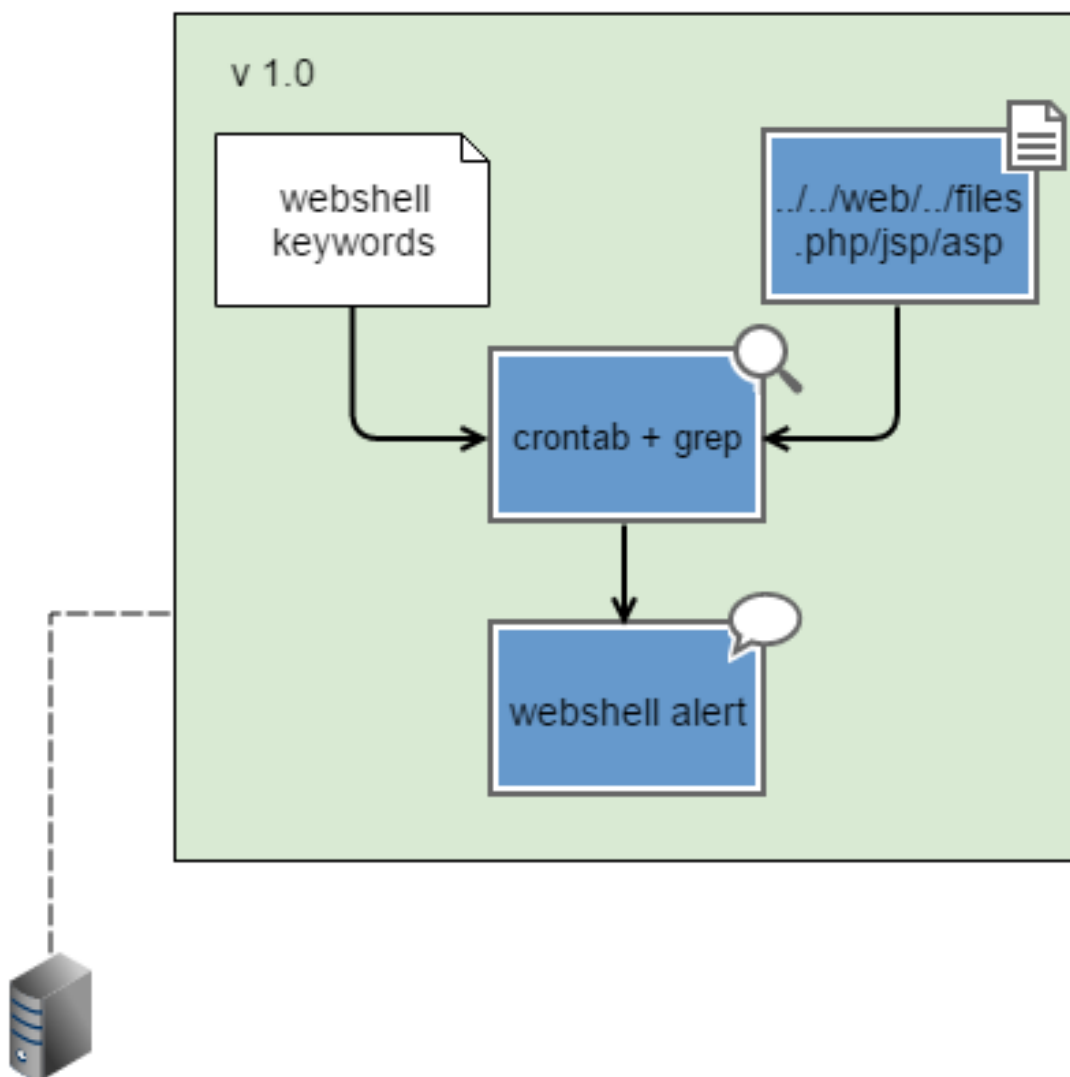 v 1.0
webshell
keywords
../../web/../files
.php/jsp/asp
crontab + grep
webshell alert